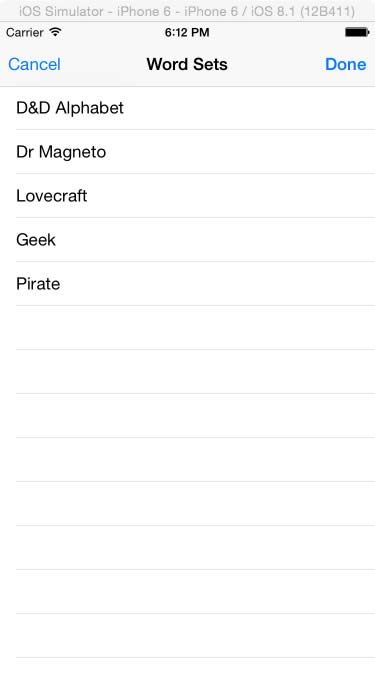 iOS Simulator - iPhone 6 - iPhone 6 / iOS 8.1 (12B411)
Carrier 6:12 PM
Cancel Word Sets Done
D&D Alphabet
Dr Magneto
Lovecraft
Geek
Pirate